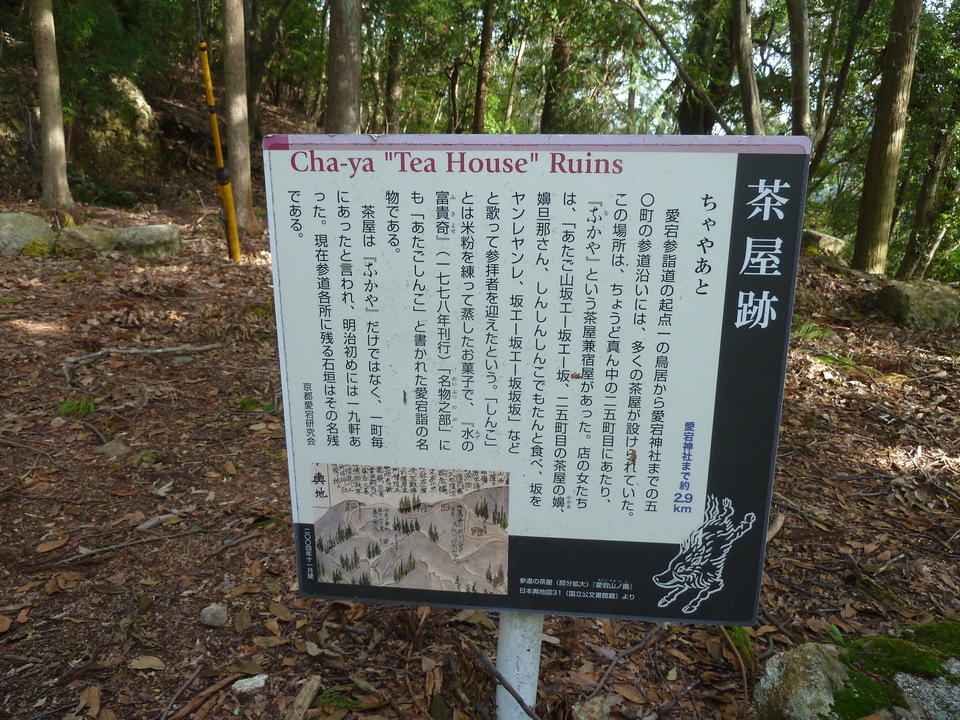 Cha-ya "Tea House" Ruins
茶屋跡
ちゃやあと
愛宕神社まで約2.9km
愛宕参詣道の起点一の鳥居から愛宕神社までの五
〇町の参道沿いには、多くの茶屋が設けられていた。
この場所は、ちょうど真ん中の二五町目にあたり、
『ふかや』という茶屋兼宿屋があった。店の女たち
は、「あたご山坂エー坂エー坂、二五町目の茶屋の嬶、
嬶旦那さん、しんしんしんこでもたんと食べ、坂を
ヤンレヤンレ、坂エー坂エー坂坂坂」など
と歌って参拝者を迎えたという。「しんこ」
とは米粉を練って蒸したお菓子で、『水の
富貴奇』(一七七八年刊行)「名物之部」に
も「あたごしんこ」と書かれた愛宕詣の名
物である。
茶屋は『ふかや』だけではなく、一町毎
にあったと言われ、明治初めには一九軒あ
った。現在参道各所に残る石垣はその名残
である。
京都愛宕研究会
輿地
二〇〇四年十一月建
参道の茶屋(部分拡大)「愛宕山ノ画」
日本輿地図31(国立公文書館蔵)より